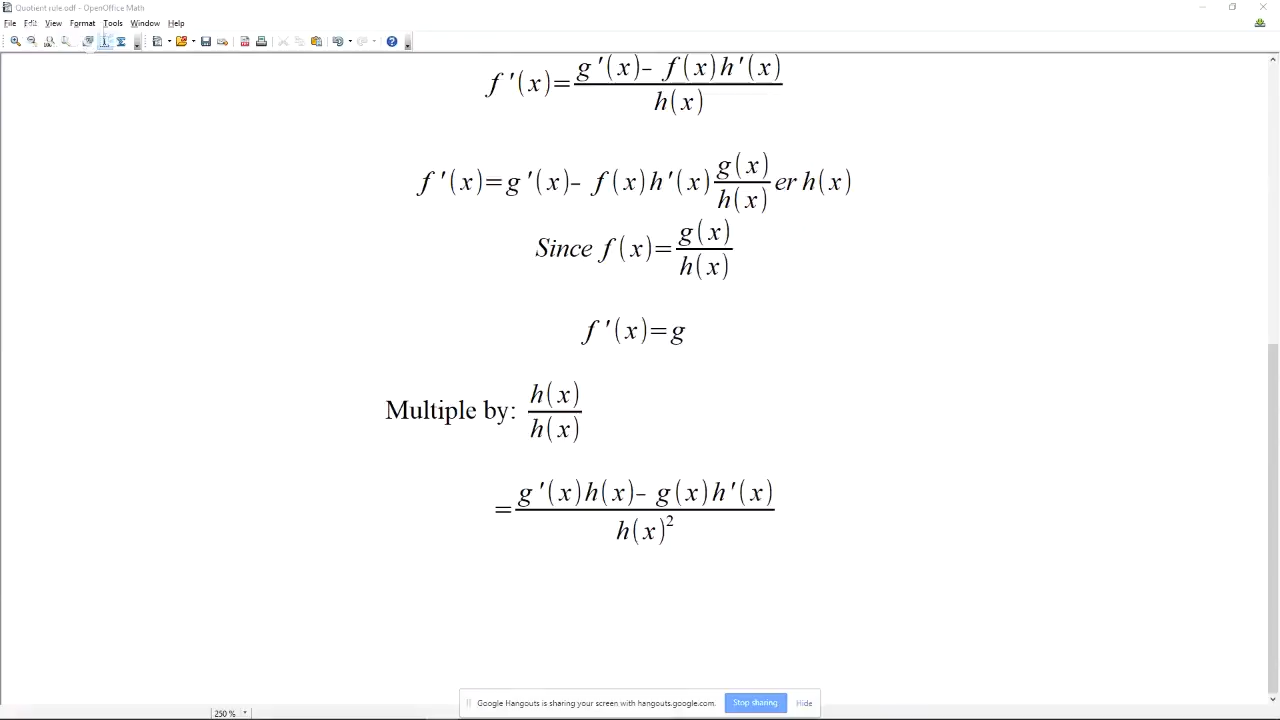 Quotient rule.odf - OpenOffice Math
File Edit View Format Tools Window Help
f '(x)=g '(x)– f(x)h'(x)/h(x)
f '(x)=g '(x)– f(x)h'(x) g(x)/h(x) er h(x)
Since f(x)=g(x)/h(x)
f '(x)=g
Multiple by: h(x)/h(x)
=g '(x)h(x)– g(x)h'(x)/h(x)²
Google Hangouts is sharing your screen with hangouts.google.com. Stop sharing Hide
250 %